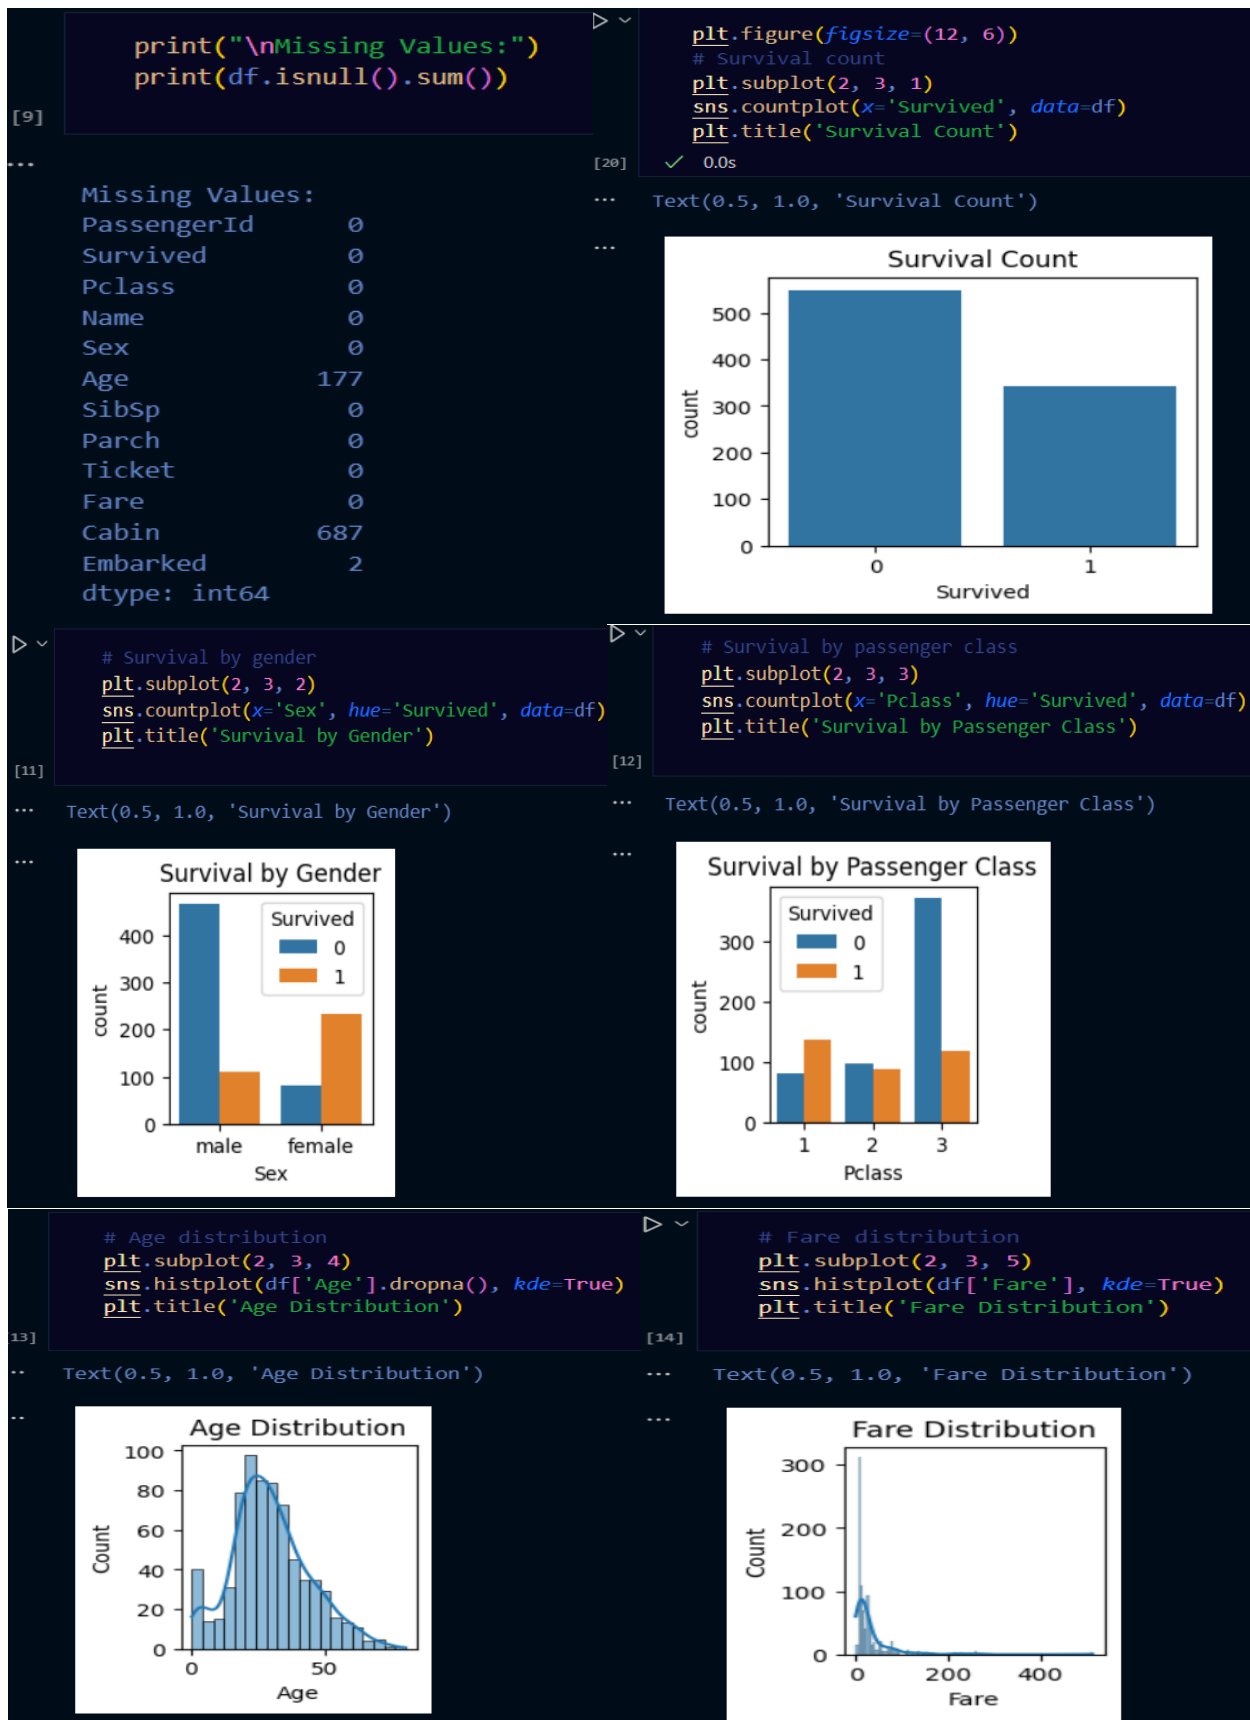 print("\nMissing Values:")
print(df.isnull().sum())
[9]
...
Missing Values:
PassengerId 0
Survived 0
Pclass 0
Name 0
Sex 0
Age 177
SibSp 0
Parch 0
Ticket 0
Fare 0
Cabin 687
Embarked 2
dtype: int64
plt.figure(figsize=(12, 6))
# Survival count
plt.subplot(2, 3, 1)
sns.countplot(x='Survived', data=df)
plt.title('Survival Count')
[20]
0.0s
...
Text(0.5, 1.0, 'Survival Count')
...
Survival Count
500
400
300
200
100
0
count
0 1
Survived
# Survival by gender
plt.subplot(2, 3, 2)
sns.countplot(x='Sex', hue='Survived', data=df)
plt.title('Survival by Gender')
[11]
...
Text(0.5, 1.0, 'Survival by Gender')
...
Survival by Gender
Survived
0
1
400
300
200
100
0
count
male female
Sex
# Survival by passenger class
plt.subplot(2, 3, 3)
sns.countplot(x='Pclass', hue='Survived', data=df)
plt.title('Survival by Passenger Class')
[12]
...
Text(0.5, 1.0, 'Survival by Passenger Class')
...
Survival by Passenger Class
Survived
0
1
300
200
100
0
count
1 2 3
Pclass
# Age distribution
plt.subplot(2, 3, 4)
sns.histplot(df['Age'].dropna(), kde=True)
plt.title('Age Distribution')
13]
..
Text(0.5, 1.0, 'Age Distribution')
..
Age Distribution
100
80
60
40
20
0
Count
0 50
Age
# Fare distribution
plt.subplot(2, 3, 5)
sns.histplot(df['Fare'], kde=True)
plt.title('Fare Distribution')
[14]
...
Text(0.5, 1.0, 'Fare Distribution')
...
Fare Distribution
300
200
100
0
Count
0 200 400
Fare